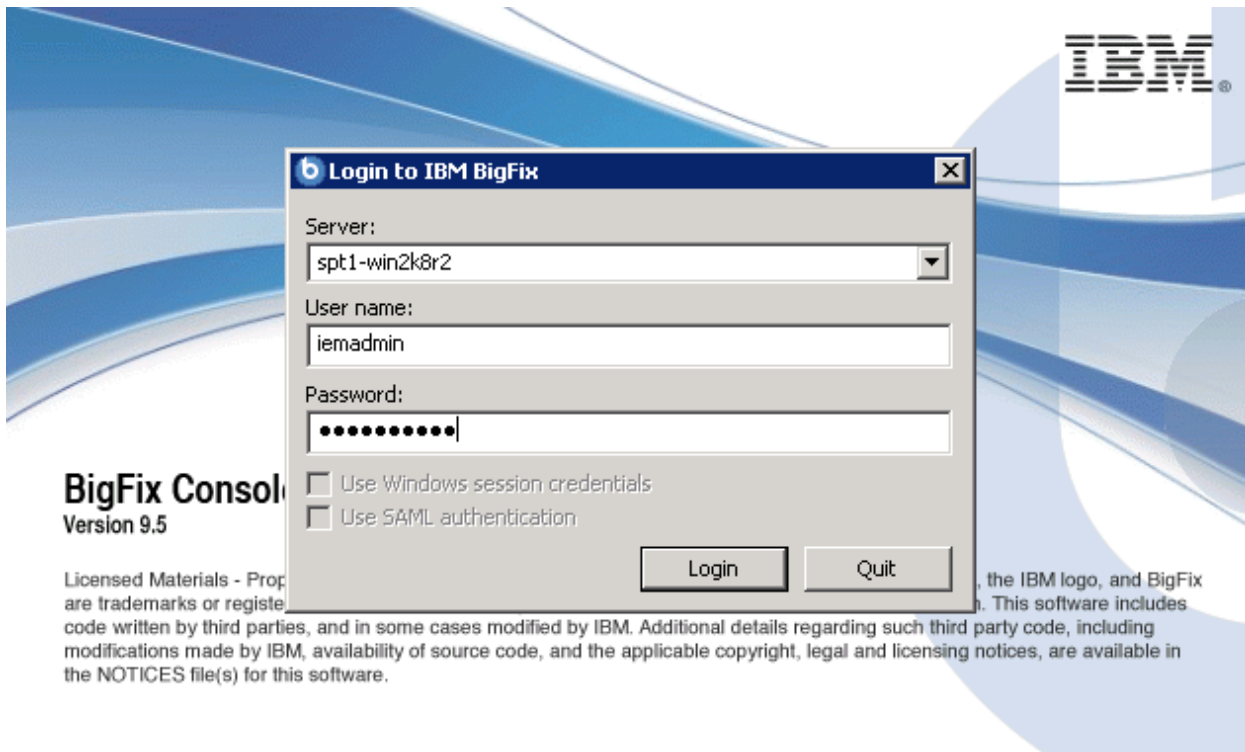 IBM®
Login to IBM BigFix
Server:
spt1-win2k8r2
User name:
iemadmin
Password:
●●●●●●●●●●
Use Windows session credentials
Use SAML authentication
Login Quit
BigFix Consol
Version 9.5
Licensed Materials - Prop , the IBM logo, and BigFix
are trademarks or registe . This software includes
code written by third parties, and in some cases modified by IBM. Additional details regarding such third party code, including
modifications made by IBM, availability of source code, and the applicable copyright, legal and licensing notices, are available in
the NOTICES file(s) for this software.